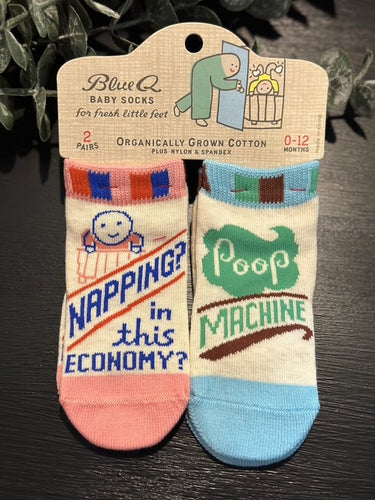 Blue Q
BABY SOCKS
for fresh little feet
2
PAIRS
ORGANICALLY GROWN COTTON
PLUS NYLON & SPANDEX
0-12
MONTHS
NAPPING?
in
this
ECONOMY?
Poop
MACHINE